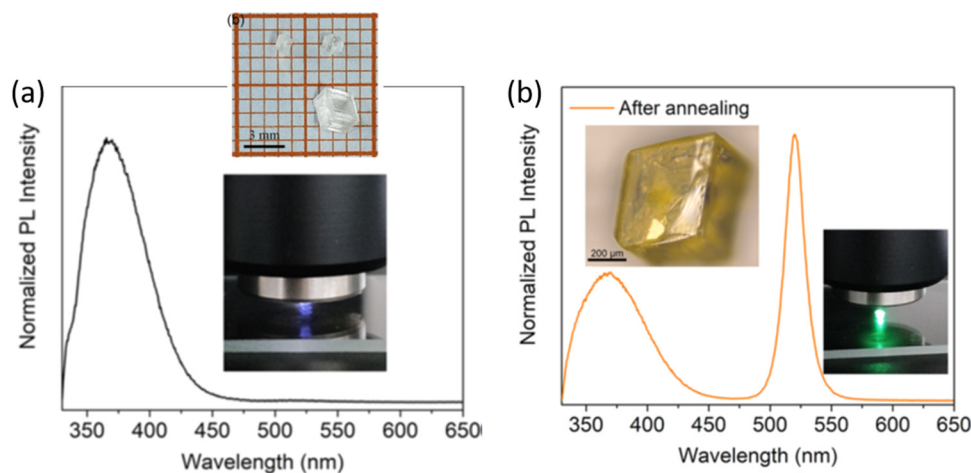 (a)
(b)
3 mm
Normalized PL Intensity
350 400 450 500 550 600 650
Wavelength (nm)
(b)
After annealing
200 µm
Normalized PL Intensity
350 400 450 500 550 600 650
Wavelength (nm)